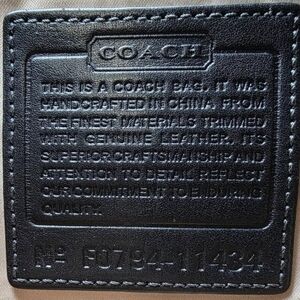 COACH
THIS IS A COACH BAG. IT WAS
HANDCRAFTED IN CHINA FROM
THE FINEST MATERIALS TRIMMED
WITH GENUINE LEATHER. ITS
SUPERIOR CRAFTSMANSHIP AND
ATTENTION TO DETAIL REFLECT
OUR COMMITMENT TO ENDURING
QUALITY.
Nº FJ794-11434